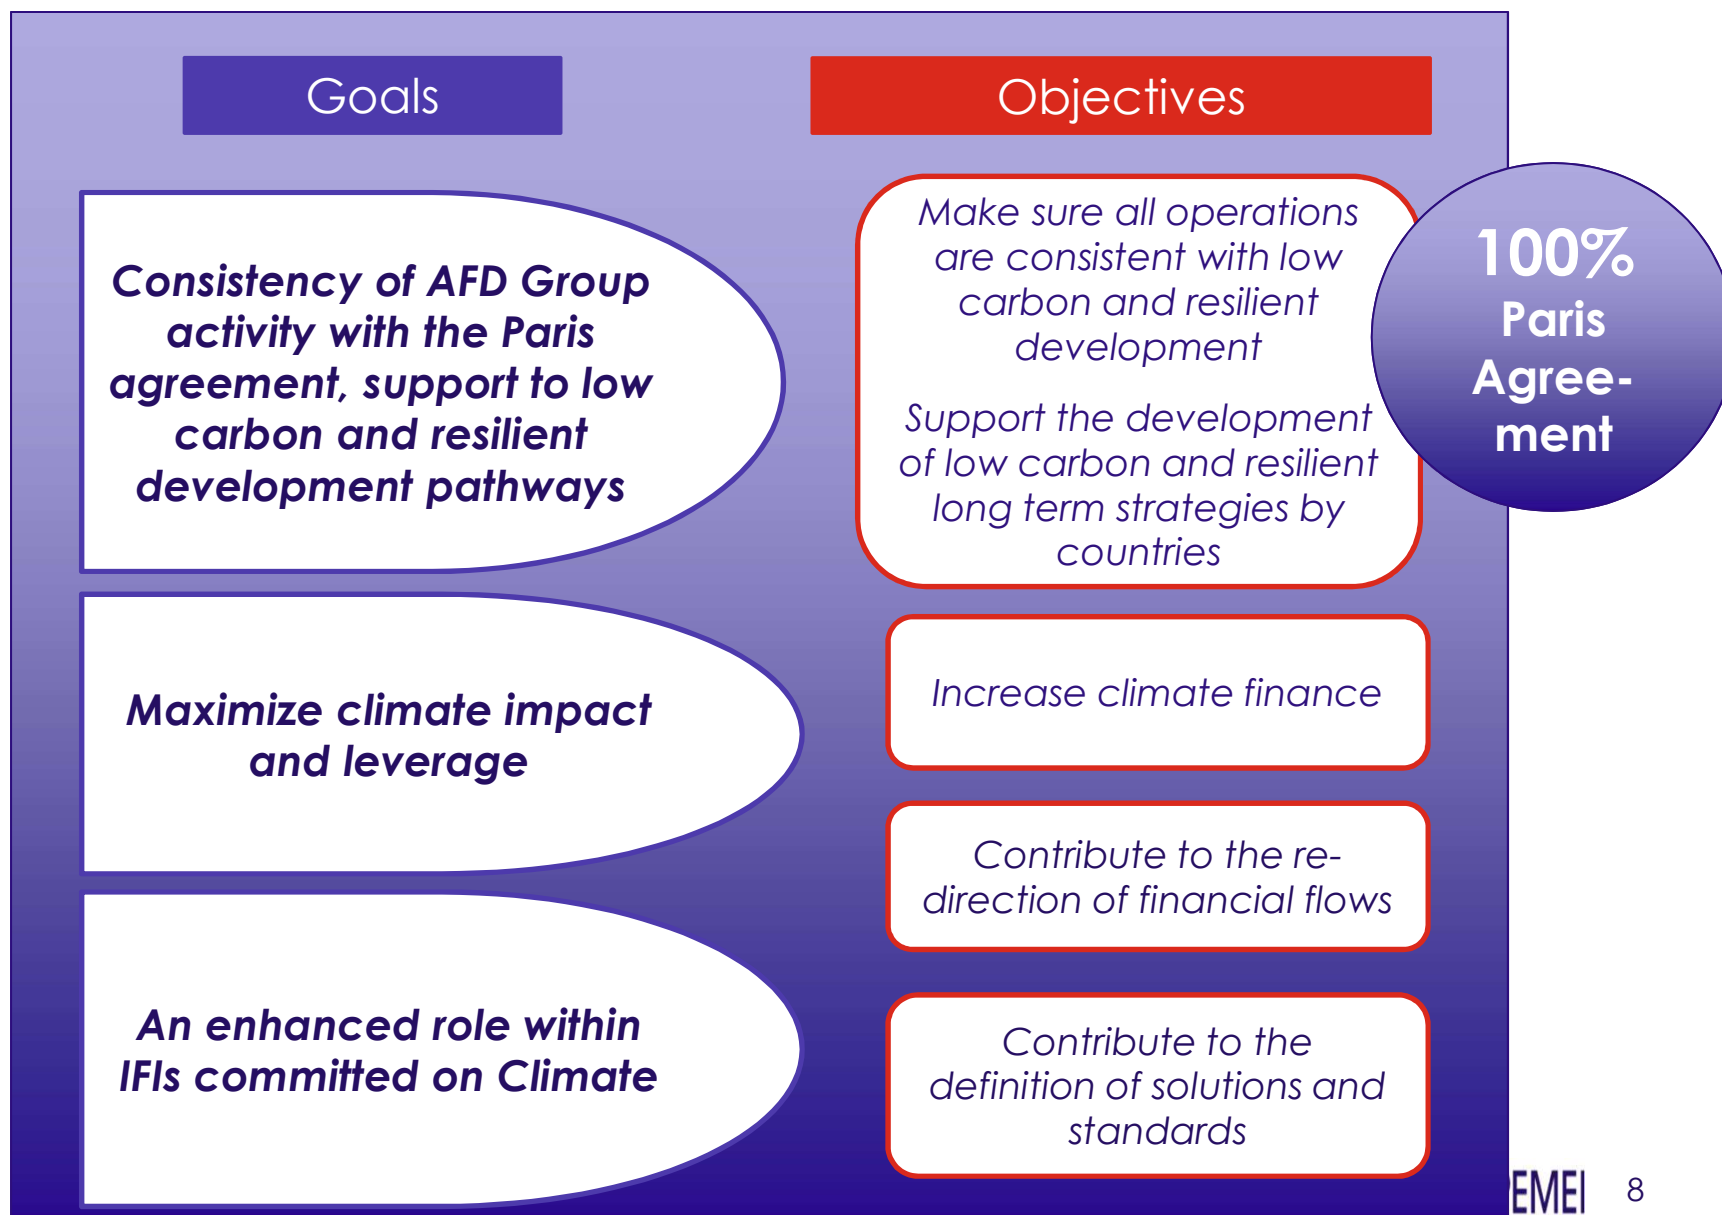 Goals
Objectives
Consistency of AFD Group
activity with the Paris
agreement, support to low
carbon and resilient
development pathways
Make sure all operations
are consistent with low
carbon and resilient
development
Support the development
of low carbon and resilient
long term strategies by
countries
100%
Paris
Agree-
ment
Maximize climate impact
and leverage
Increase climate finance
Contribute to the re-
direction of financial flows
An enhanced role within
IFIs committed on Climate
Contribute to the
definition of solutions and
standards
8